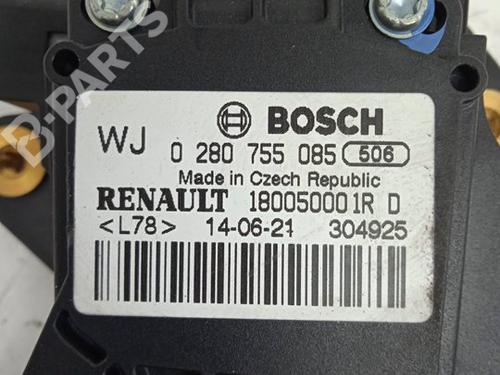 B-PARTS
BOSCH
WJ 0 280 755 085 506
Made in Czech Republic
RENAULT 180050001R D
<L78> 14-06-21 304925